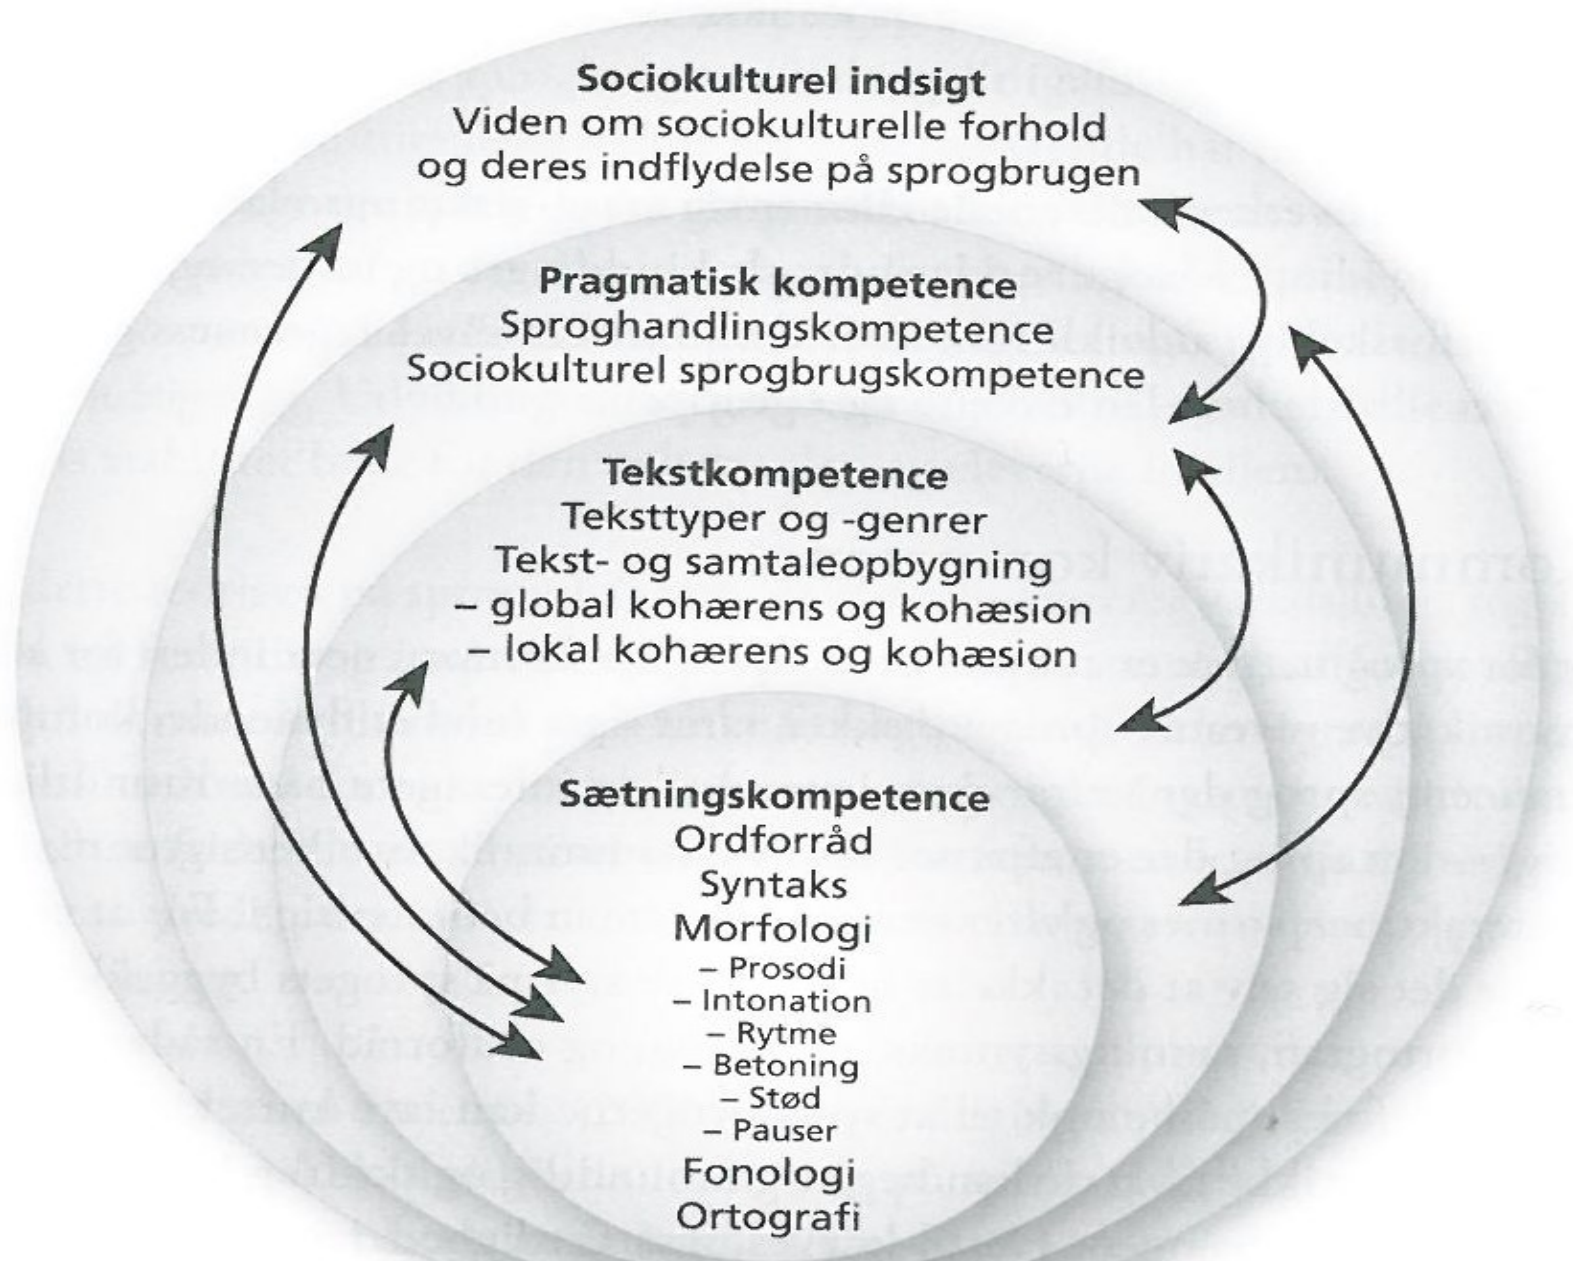 Sociokulturel indsigt
Viden om sociokulturelle forhold
og deres indflydelse på sprogbrugen
Pragmatisk kompetence
Sproghandlingskompetence
Sociokulturel sprogbrugskompetence
Tekstkompetence
Teksttyper og -genrer
Tekst- og samtaleopbygning
– global kohærens og kohæsion
– lokal kohærens og kohæsion
Sætningskompetence
Ordforråd
Syntaks
Morfologi
– Prosodi
– Intonation
– Rytme
– Betoning
– Stød
– Pauser
Fonologi
Ortografi